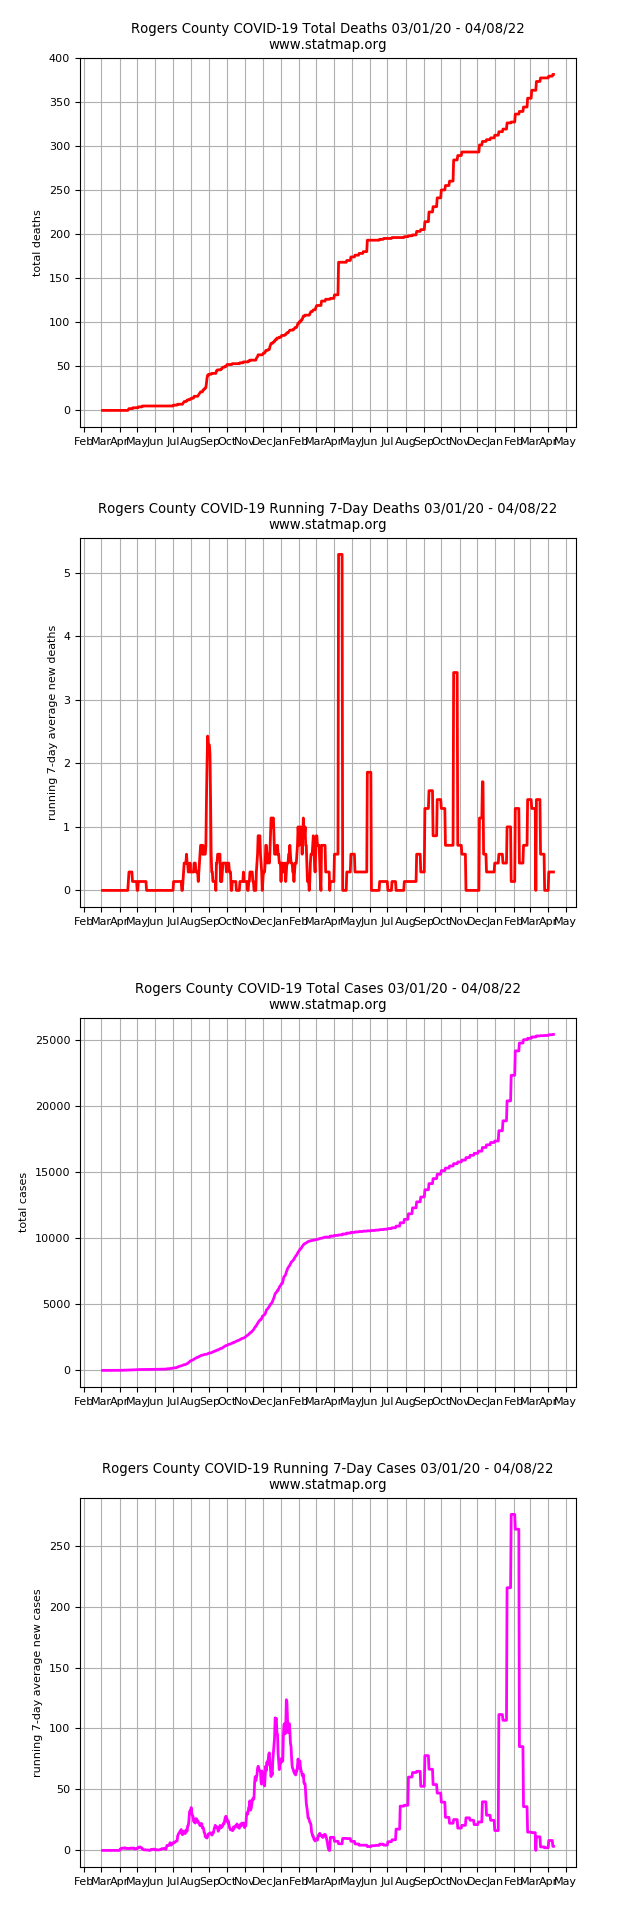 Rogers County COVID-19 Total Deaths 03/01/20 - 04/08/22
www.statmap.org
total deaths
400
350
300
250
200
150
100
50
0
Feb Mar Apr May Jun Jul Aug Sep Oct Nov Dec Jan Feb Mar Apr May Jun Jul Aug Sep Oct Nov Dec Jan Feb Mar Apr May
Rogers County COVID-19 Running 7-Day Deaths 03/01/20 - 04/08/22
www.statmap.org
running 7-day average new deaths
5
4
3
2
1
0
Feb Mar Apr May Jun Jul Aug Sep Oct Nov Dec Jan Feb Mar Apr May Jun Jul Aug Sep Oct Nov Dec Jan Feb Mar Apr May
Rogers County COVID-19 Total Cases 03/01/20 - 04/08/22
www.statmap.org
total cases
25000
20000
15000
10000
5000
0
Feb Mar Apr May Jun Jul Aug Sep Oct Nov Dec Jan Feb Mar Apr May Jun Jul Aug Sep Oct Nov Dec Jan Feb Mar Apr May
Rogers County COVID-19 Running 7-Day Cases 03/01/20 - 04/08/22
www.statmap.org
running 7-day average new cases
250
200
150
100
50
0
Feb Mar Apr May Jun Jul Aug Sep Oct Nov Dec Jan Feb Mar Apr May Jun Jul Aug Sep Oct Nov Dec Jan Feb Mar Apr May